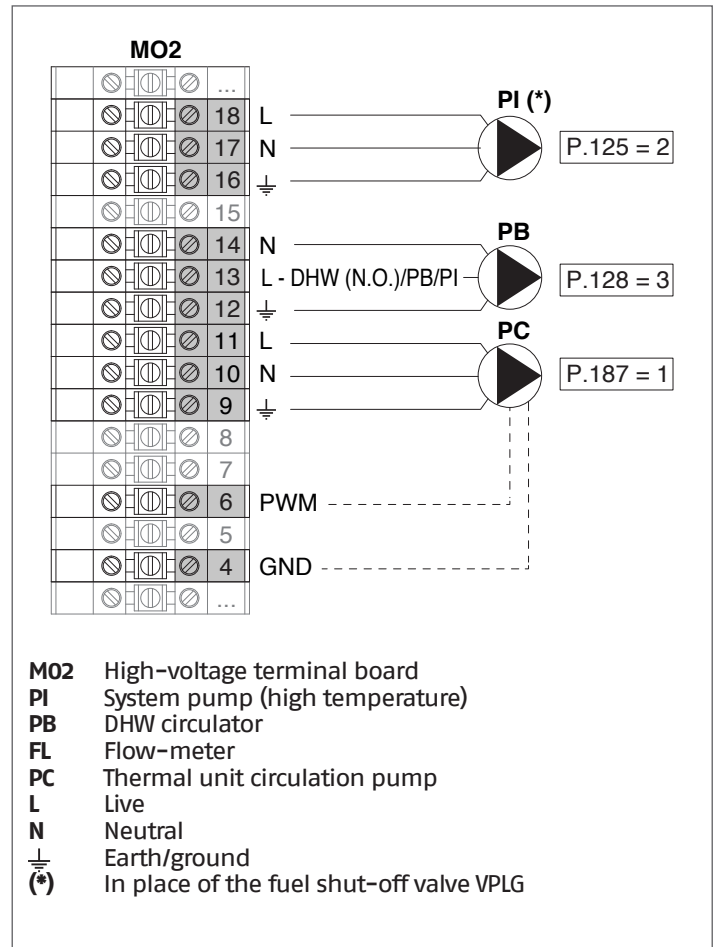 MO2
...
18 L
17 N
16 ⏚
PI (*)
P.125 = 2
15
14 N
13 L - DHW (N.O.)/PB/PI
12 ⏚
PB
P.128 = 3
11 L
10 N
9 ⏚
PC
P.187 = 1
8
7
6 PWM
5
4 GND
...
M02 High-voltage terminal board
PI System pump (high temperature)
PB DHW circulator
FL Flow-meter
PC Thermal unit circulation pump
L Live
N Neutral
⏚ Earth/ground
(*) In place of the fuel shut-off valve VPLG